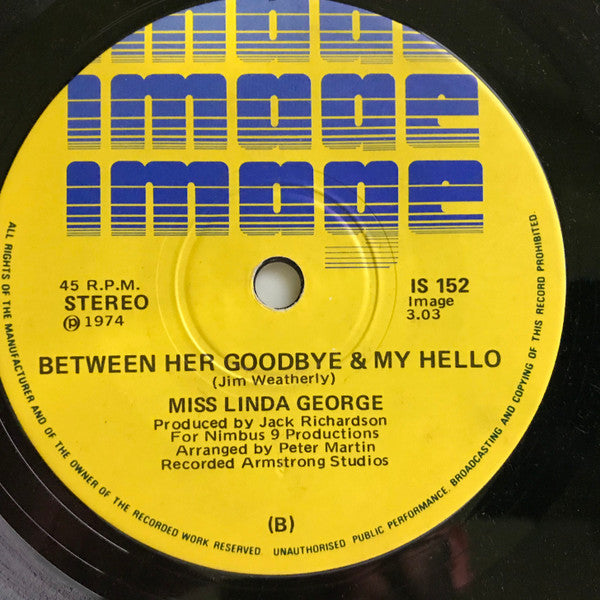 image
image
image
45 R.P.M.
STEREO
℗ 1974
IS 152
Image
3.03
BETWEEN HER GOODBYE & MY HELLO
(Jim Weatherly)
MISS LINDA GEORGE
Produced by Jack Richardson
For Nimbus 9 Productions
Arranged by Peter Martin
Recorded Armstrong Studios
(B)
ALL RIGHTS OF THE MANUFACTURER AND OF THE OWNER OF THE RECORDED WORK RESERVED. UNAUTHORISED PUBLIC PERFORMANCE, BROADCASTING AND COPYING OF THIS RECORD PROHIBITED.